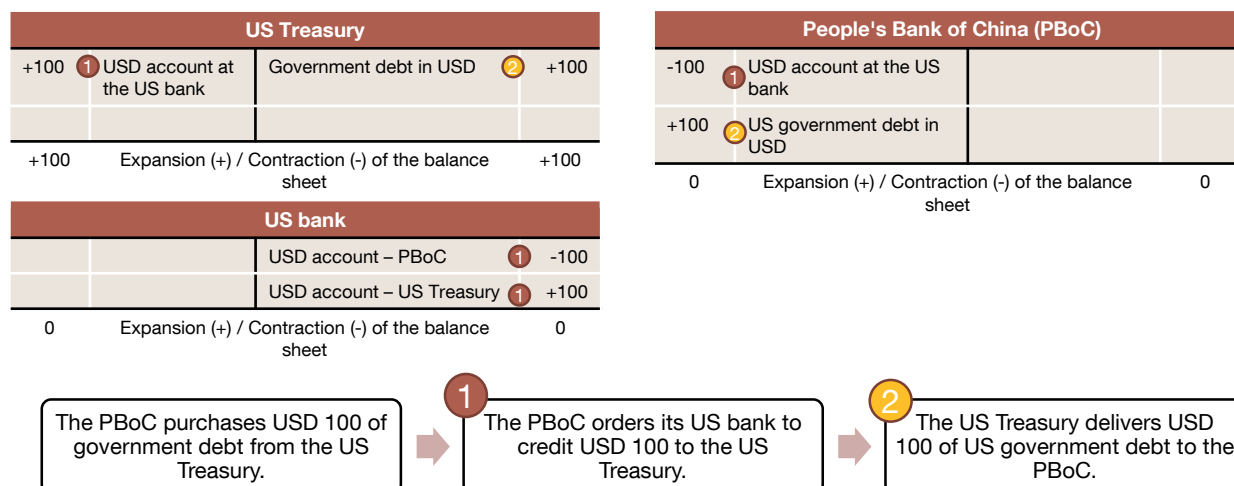 US Treasury
+100 1 USD account at Government debt in USD 2 +100
the US bank
+100 Expansion (+) / Contraction (-) of the balance +100
sheet
People's Bank of China (PBoC)
-100 1 USD account at the US
bank
+100 2 US government debt in
USD
0 Expansion (+) / Contraction (-) of the balance 0
sheet
US bank
USD account – PBoC 1 -100
USD account – US Treasury 1 +100
0 Expansion (+) / Contraction (-) of the balance 0
sheet
The PBoC purchases USD 100 of
government debt from the US
Treasury.
1
The PBoC orders its US bank to
credit USD 100 to the US
Treasury.
2
The US Treasury delivers USD
100 of US government debt to the
PBoC.